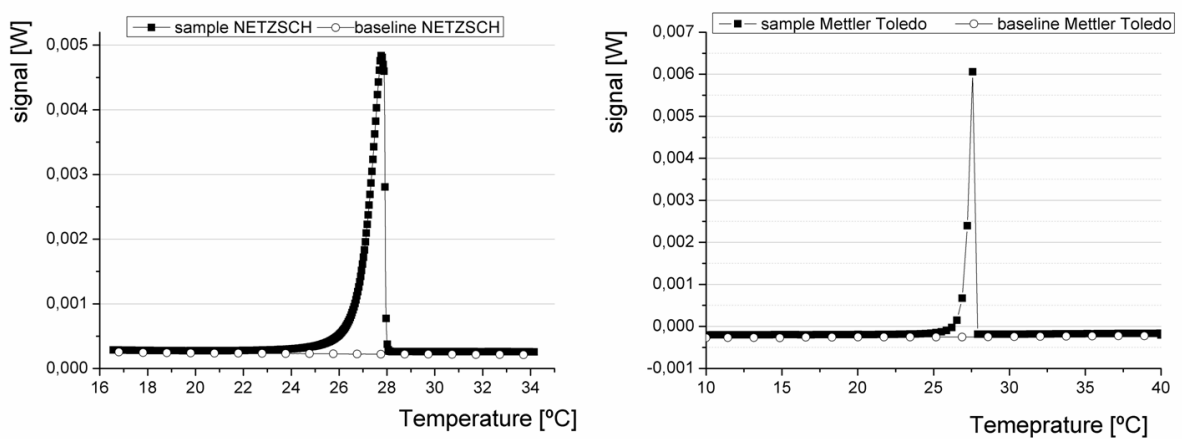 sample NETZSCH baseline NETZSCH
signal [W]
0,005
0,004
0,003
0,002
0,001
0,000
16 18 20 22 24 26 28 30 32 34
Temperature [ºC]
sample Mettler Toledo baseline Mettler Toledo
signal [W]
0,007
0,006
0,005
0,004
0,003
0,002
0,001
0,000
-0,001
10 15 20 25 30 35 40
Temeprature [ºC]